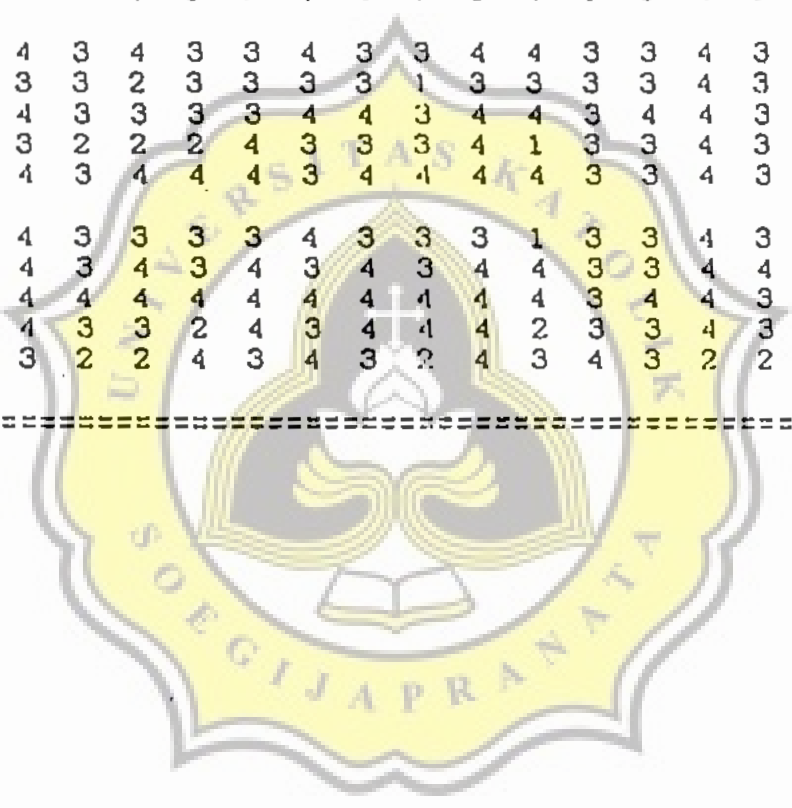 4 3 4 3 3 4 3 3 4 4 3 3 4 3
3 3 2 3 3 3 3 1 3 3 3 3 4 3
4 3 3 3 3 4 4 3 4 4 3 4 4 3
3 2 2 2 4 3 3 3 4 1 3 3 4 3
4 3 4 4 4 3 4 4 4 4 3 3 4 3
4 3 3 3 3 4 3 3 3 1 3 3 4 3
4 3 4 3 4 3 4 3 4 4 3 3 4 4
4 4 4 4 4 4 4 4 4 4 3 4 4 3
4 3 3 2 4 3 4 4 4 2 3 3 4 3
3 2 2 4 3 4 3 2 4 3 4 3 2 2
UNIVERSITAS KATOLIK
SOEGIJAPRANATA